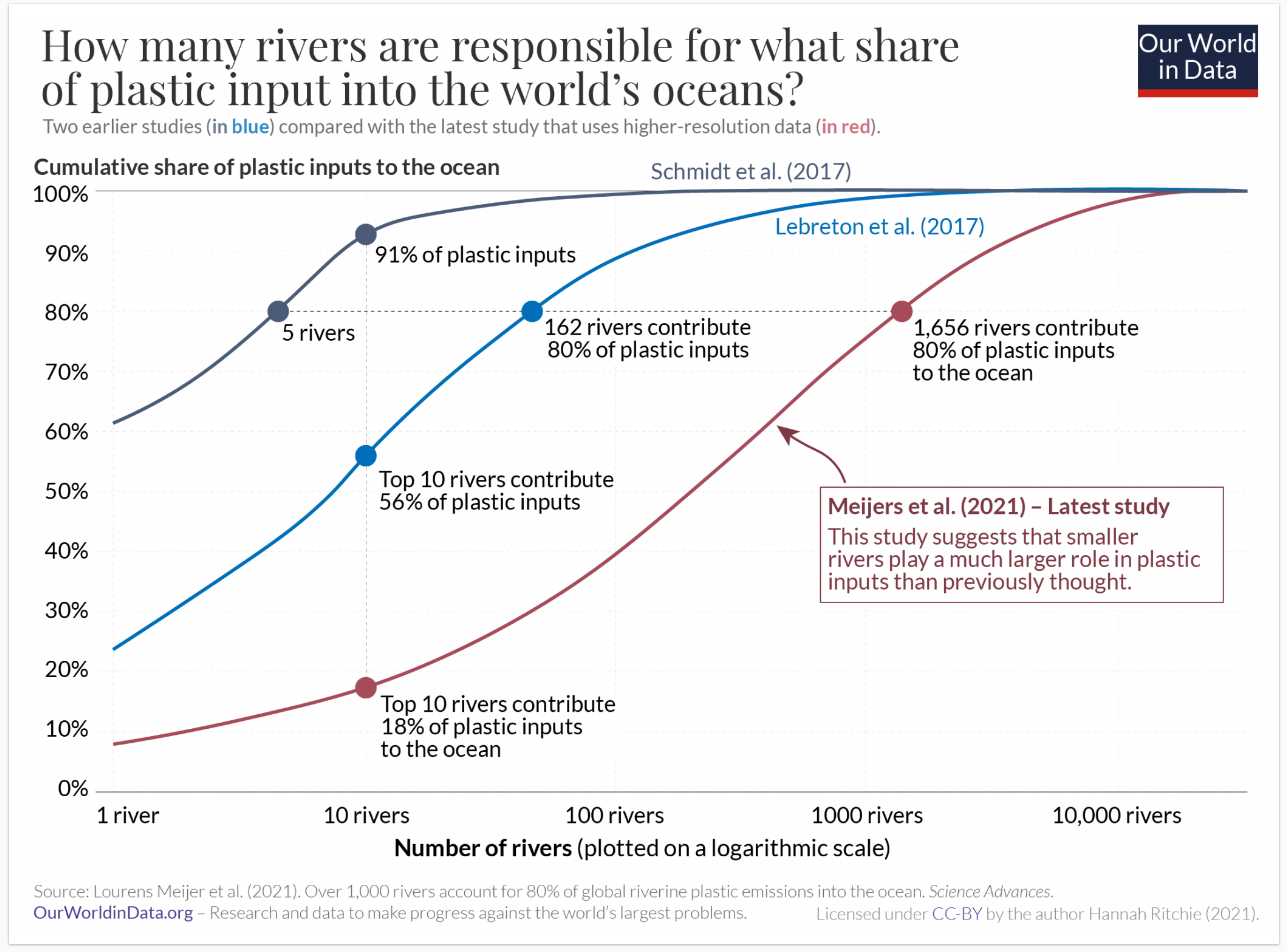 How many rivers are responsible for what share
of plastic input into the world's oceans?
Our World
in Data
Two earlier studies (in blue) compared with the latest study that uses higher-resolution data (in red).
Cumulative share of plastic inputs to the ocean
Schmidt et al. (2017)
100%
Lebreton et al. (2017)
91% of plastic inputs
90%
80%
5 rivers
162 rivers contribute
80% of plastic inputs
1,656 rivers contribute
80% of plastic inputs
to the ocean
70%
60%
Top 10 rivers contribute
56% of plastic inputs
50%
Meijers et al. (2021) – Latest study
This study suggests that smaller
rivers play a much larger role in plastic
inputs than previously thought.
40%
30%
20%
Top 10 rivers contribute
18% of plastic inputs
to the ocean
10%
0%
1 river
10 rivers
100 rivers
1000 rivers
10,000 rivers
Number of rivers (plotted on a logarithmic scale)
Source: Lourens Meijer et al. (2021). Over 1,000 rivers account for 80% of global riverine plastic emissions into the ocean. Science Advances.
OurWorldinData.org – Research and data to make progress against the world's largest problems.
Licensed under CC-BY by the author Hannah Ritchie (2021).